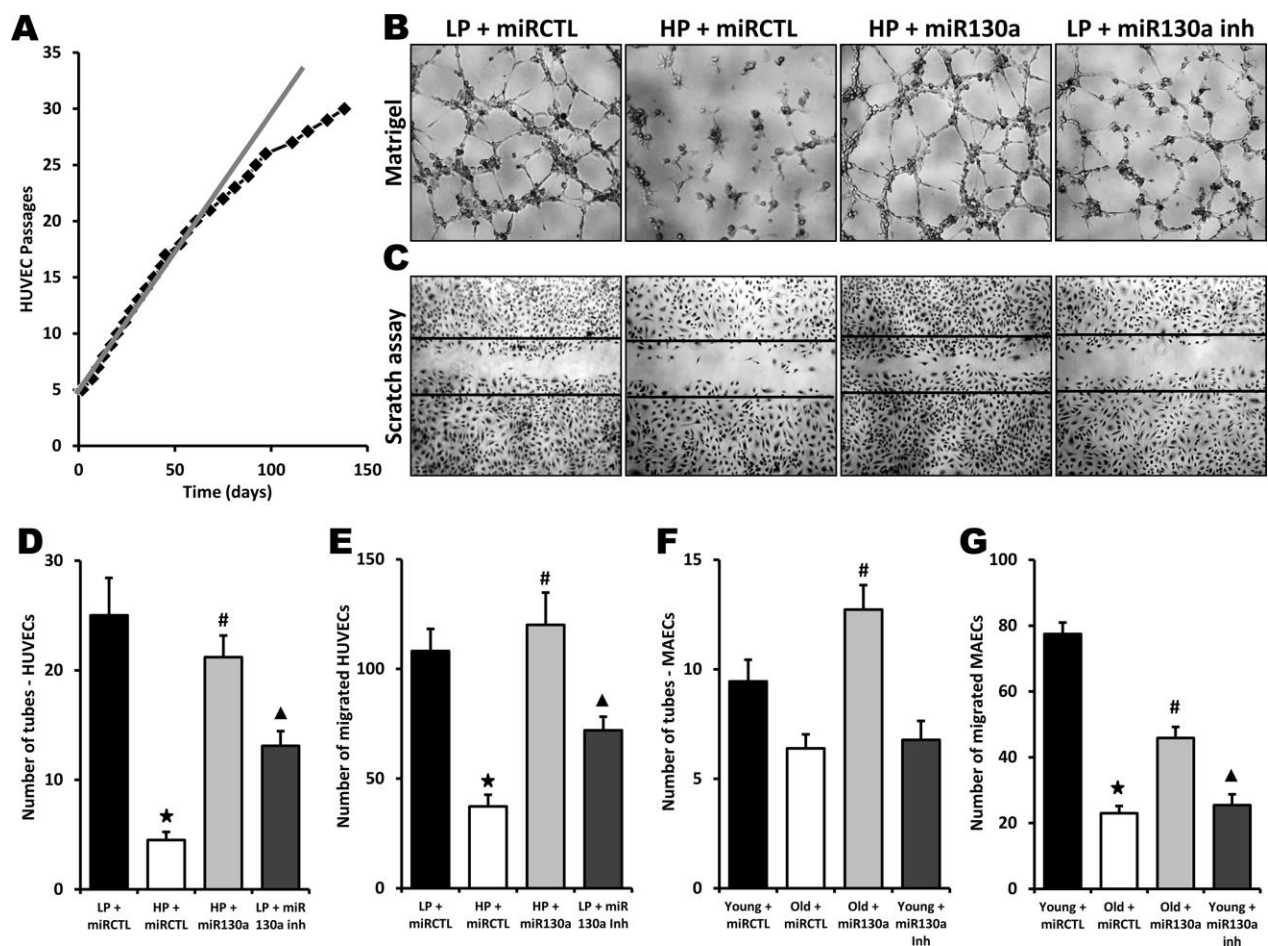 A
HUVEC Passages
35
30
25
20
15
10
5
0
0 50 100 150
Time (days)
B
LP + miRCTL HP + miRCTL HP + miR130a LP + miR130a inh
Matrigel
C
Scratch assay
D
Number of tubes - HUVECs
30
20
10
0
★ # ▲
LP + HP + HP + LP + miR
miRCTL miRCTL miR130a 130a inh
E
Number of migrated HUVECs
150
100
50
0
★ # ▲
LP + HP + HP + LP + miR
miRCTL miRCTL miR130a 130a Inh
F
Number of tubes - MAECs
15
10
5
0
#
Young + Old + Old + Young +
miRCTL miRCTL miR130a miR130a
Inh
G
Number of migrated MAECs
100
80
60
40
20
0
★ # ▲
Young + Old + Old + Young +
miRCTL miRCTL miR130a miR130a
inh